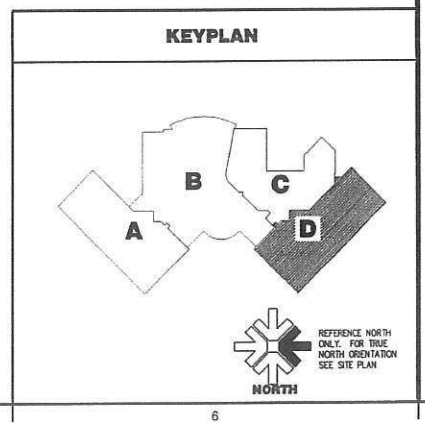 KEYPLAN
B
C
A
D
REFERENCE NORTH
ONLY. FOR TRUE
NORTH ORIENTATION
SEE SITE PLAN
NORTH
6